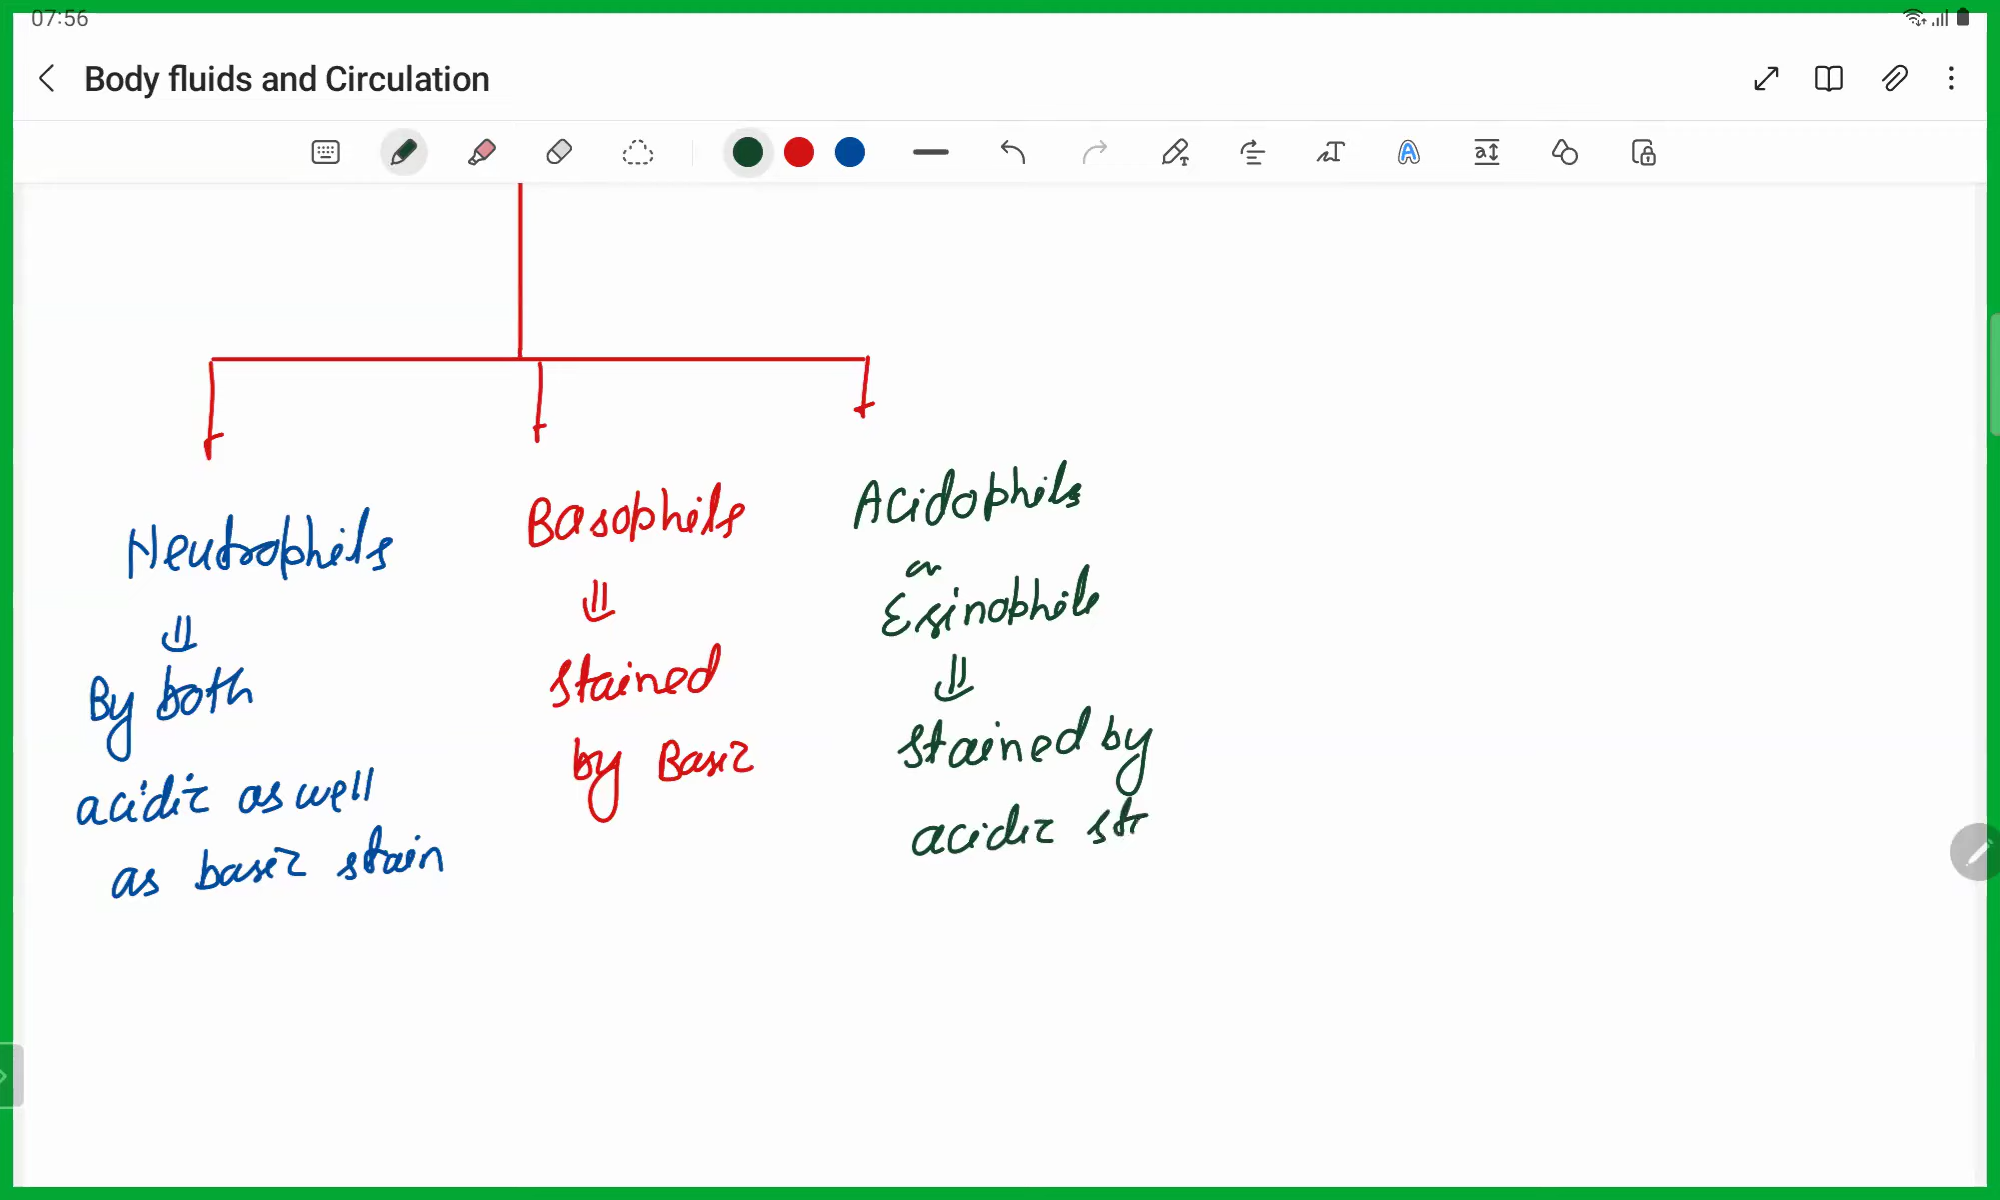 07:56
Body fluids and Circulation
Neutrophils
By both
acidic as well
as basic stain
Basophils
stained
by Basic
Acidophils
or
Esinophils
stained by
acidic sta